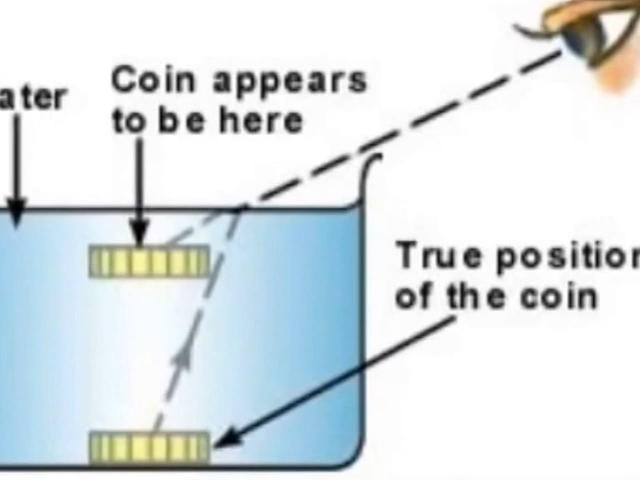 ater
Coin appears
to be here
True position
of the coin